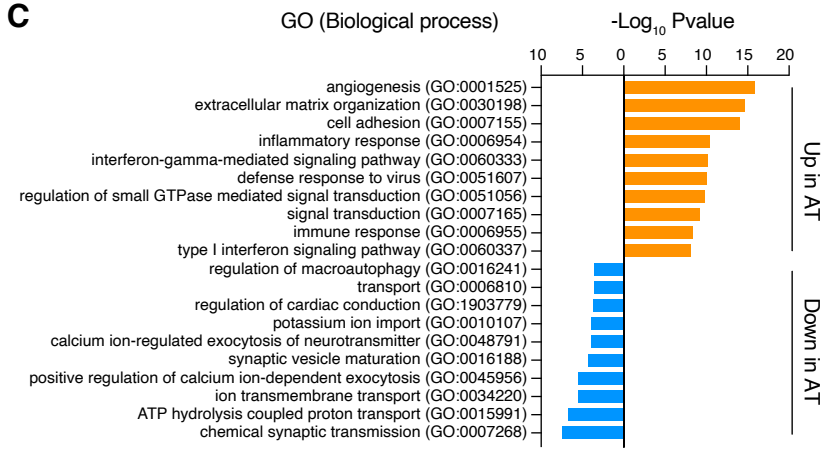 C
GO (Biological process)
-Log10 Pvalue
10 5 0 5 10 15 20
angiogenesis (GO:0001525)
extracellular matrix organization (GO:0030198)
cell adhesion (GO:0007155)
inflammatory response (GO:0006954)
interferon-gamma-mediated signaling pathway (GO:0060333)
defense response to virus (GO:0051607)
regulation of small GTPase mediated signal transduction (GO:0051056)
signal transduction (GO:0007165)
immune response (GO:0006955)
type I interferon signaling pathway (GO:0060337)
regulation of macroautophagy (GO:0016241)
transport (GO:0006810)
regulation of cardiac conduction (GO:1903779)
potassium ion import (GO:0010107)
calcium ion-regulated exocytosis of neurotransmitter (GO:0048791)
synaptic vesicle maturation (GO:0016188)
positive regulation of calcium ion-dependent exocytosis (GO:0045956)
ion transmembrane transport (GO:0034220)
ATP hydrolysis coupled proton transport (GO:0015991)
chemical synaptic transmission (GO:0007268)
Up in AT
Down in AT